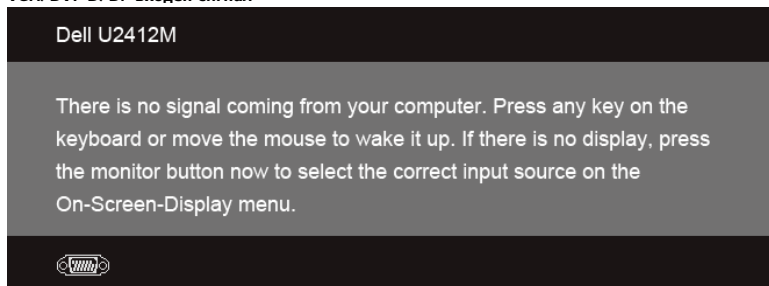 Dell U2412M
There is no signal coming from your computer. Press any key on the
keyboard or move the mouse to wake it up. If there is no display, press
the monitor button now to select the correct input source on the
On-Screen-Display menu.